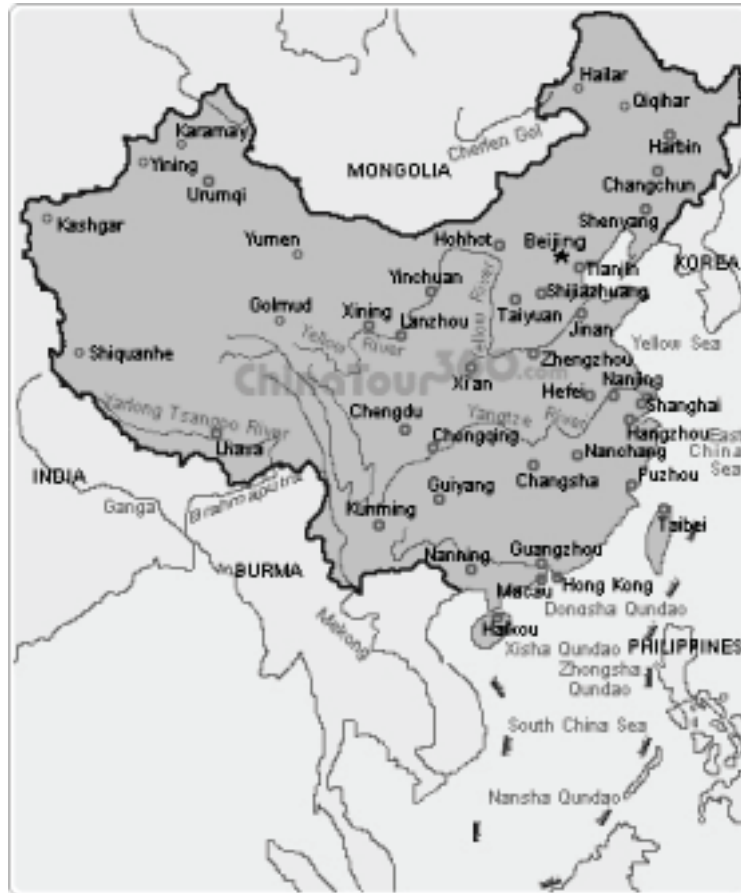 Hailar
Qiqihar
Karamay
Cherlen Gol
Harbin
Yining
MONGOLIA
Changchun
Urumqi
Kashgar
Shenyang
Yumen
Hohhot
Beijing
Tianjin
KOREA
Yinchuan
Shijiazhuang
Golmud
Xining
Yellow River
Taiyuan
Lanzhou
Yellow River
Jinan
Yellow Sea
Shiquanhe
Zhengzhou
ChinaTour360.com
Xi'an
Hefei
Nanjing
Shanghai
Yarlong Tsangpo River
Chengdu
Yangtze River
Hangzhou
East China Sea
Lhasa
Chongqing
Nanchang
INDIA
Changsha
Fuzhou
Guiyang
Brahmaputra
Ganga
Kunming
Taibei
Guangzhou
Nanning
BURMA
Macau
Hong Kong
Dongsha Qundao
Mekong
Haikou
Xisha Qundao
PHILIPPINES
Zhongsha
Qundao
South China Sea
Nansha Qundao